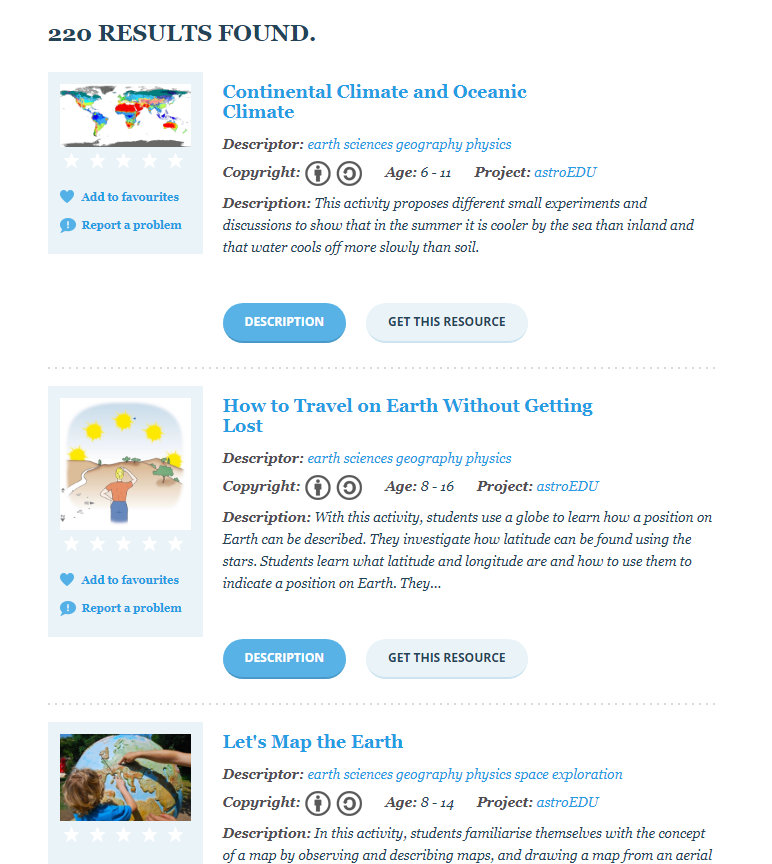 220 RESULTS FOUND.
Continental Climate and Oceanic
Climate
Descriptor: earth sciences geography physics
Copyright: Age: 6 - 11 Project: astroEDU
Description: This activity proposes different small experiments and
discussions to show that in the summer it is cooler by the sea than inland and
that water cools off more slowly than soil.
Add to favourites
Report a problem
DESCRIPTION GET THIS RESOURCE
How to Travel on Earth Without Getting
Lost
Descriptor: earth sciences geography physics
Copyright: Age: 8 - 16 Project: astroEDU
Description: With this activity, students use a globe to learn how a position on
Earth can be described. They investigate how latitude can be found using the
stars. Students learn what latitude and longitude are and how to use them to
indicate a position on Earth. They...
Add to favourites
Report a problem
DESCRIPTION GET THIS RESOURCE
Let's Map the Earth
Descriptor: earth sciences geography physics space exploration
Copyright: Age: 8 - 14 Project: astroEDU
Description: In this activity, students familiarise themselves with the concept
of a map by observing and describing maps, and drawing a map from an aerial